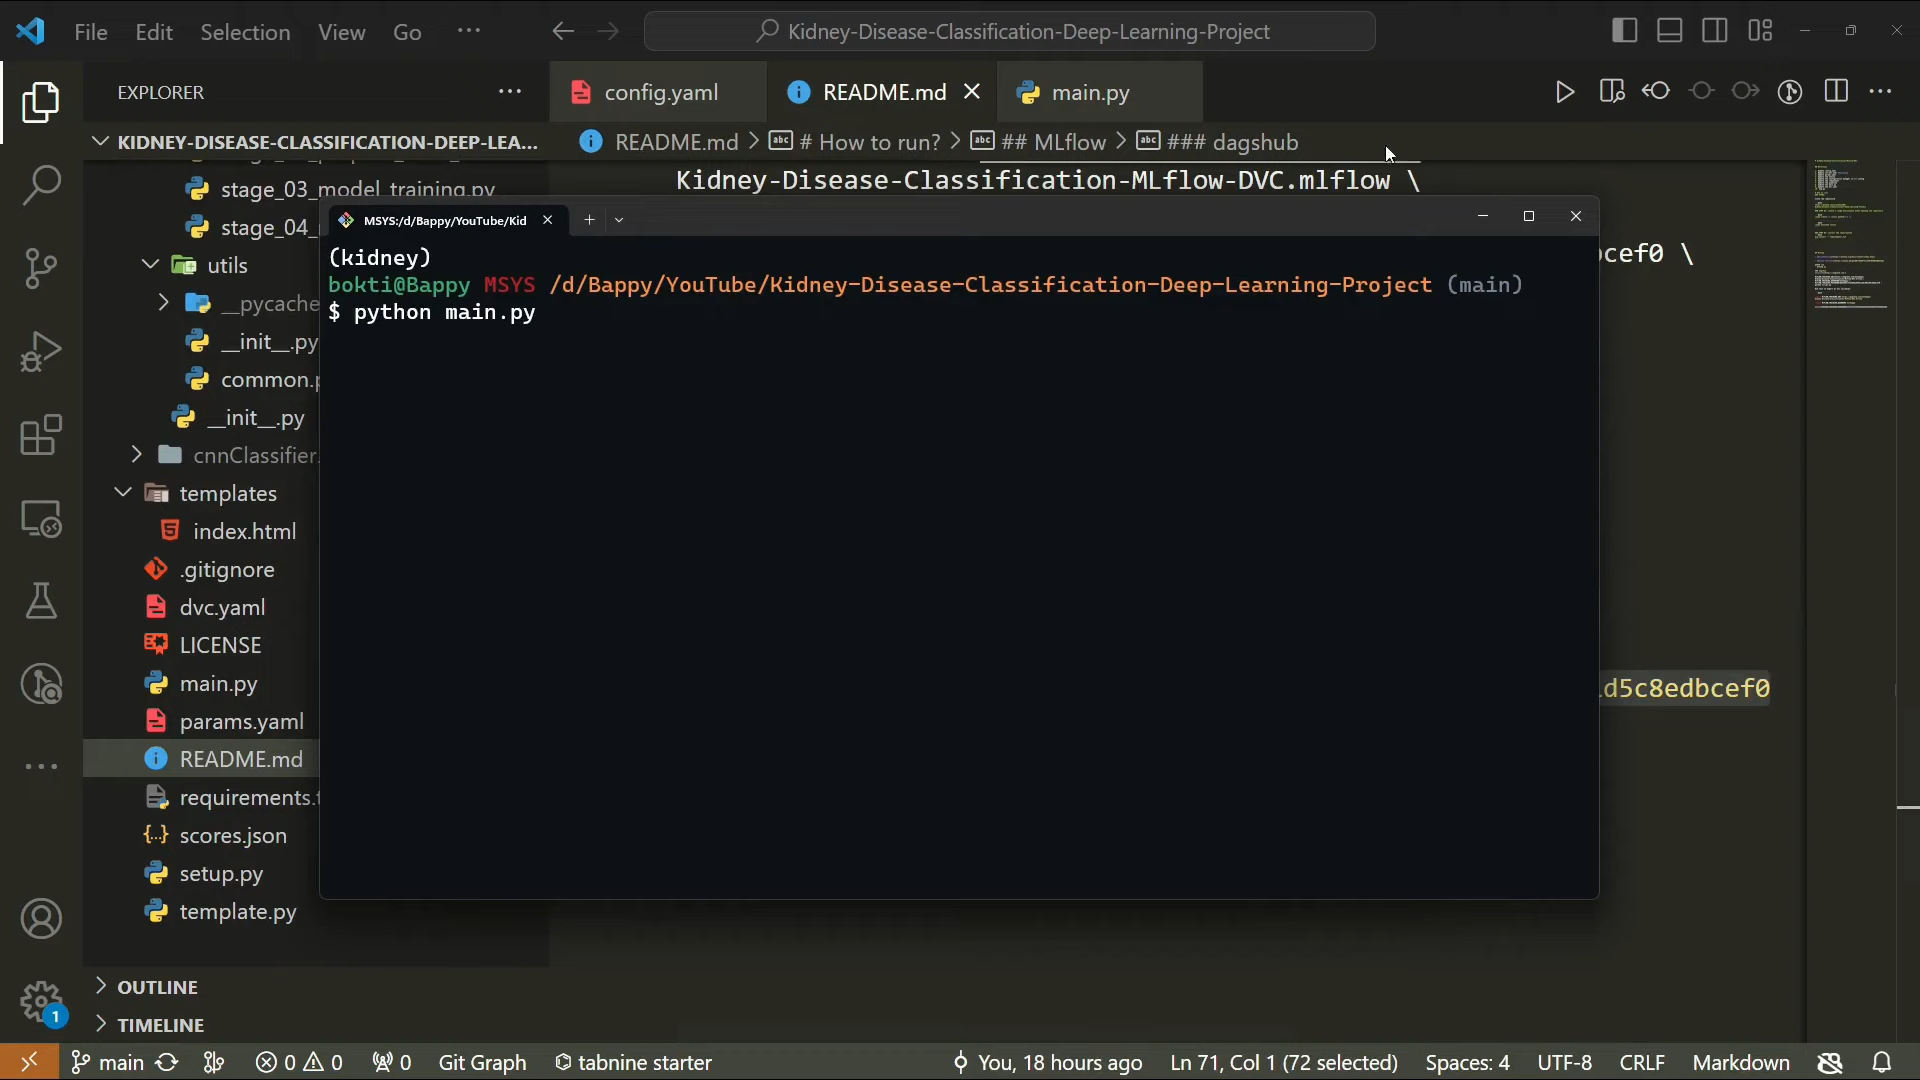 File Edit Selection View Go ...
Kidney-Disease-Classification-Deep-Learning-Project
EXPLORER
config.yaml
README.md
main.py
KIDNEY-DISEASE-CLASSIFICATION-DEEP-LEA...
README.md > # How to run? > ## MLflow > ### dagshub
stage_03_model_training.py
Kidney-Disease-Classification-MLflow-DVC.mlflow \
MSYS:/d/Bappy/YouTube/Kid
stage_04_
(kidney)
bcef0 \
utils
bokti@Bappy MSYS /d/Bappy/YouTube/Kidney-Disease-Classification-Deep-Learning-Project (main)
__pycache
$ python main.py
__init__.py
common.p
__init__.py
cnnClassifier.
templates
index.html
.gitignore
dvc.yaml
LICENSE
main.py
d5c8edbcef0
params.yaml
README.md
requirements.t
scores.json
setup.py
template.py
OUTLINE
TIMELINE
1
main 0 0 0 Git Graph tabnine starter You, 18 hours ago Ln 71, Col 1 (72 selected) Spaces: 4 UTF-8 CRLF Markdown